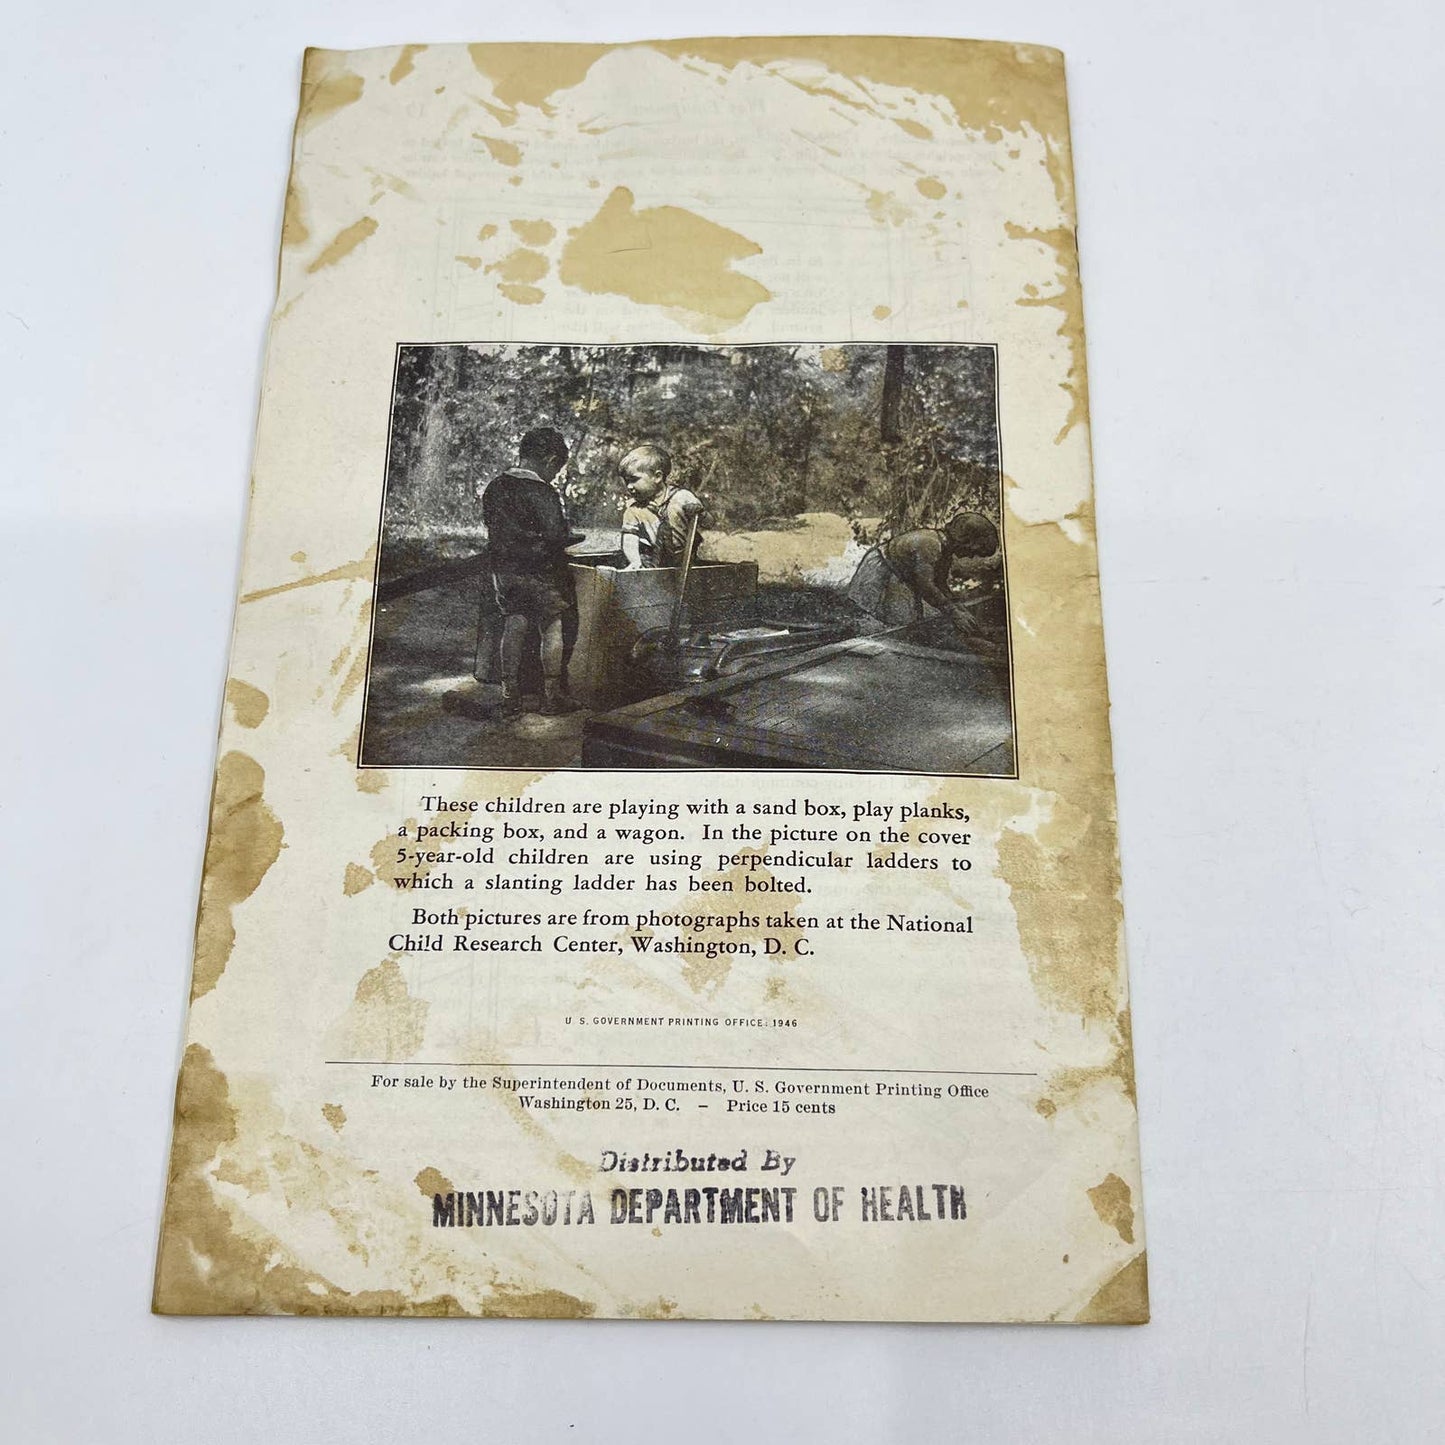 These children are playing with a sand box, play planks,
a packing box, and a wagon. In the picture on the cover
5-year-old children are using perpendicular ladders to
which a slanting ladder has been bolted.
Both pictures are from photographs taken at the National
Child Research Center, Washington, D. C.
U S. GOVERNMENT PRINTING OFFICE: 1946
For sale by the Superintendent of Documents, U. S. Government Printing Office
Washington 25, D. C. – Price 15 cents
Distributed By
MINNESOTA DEPARTMENT OF HEALTH